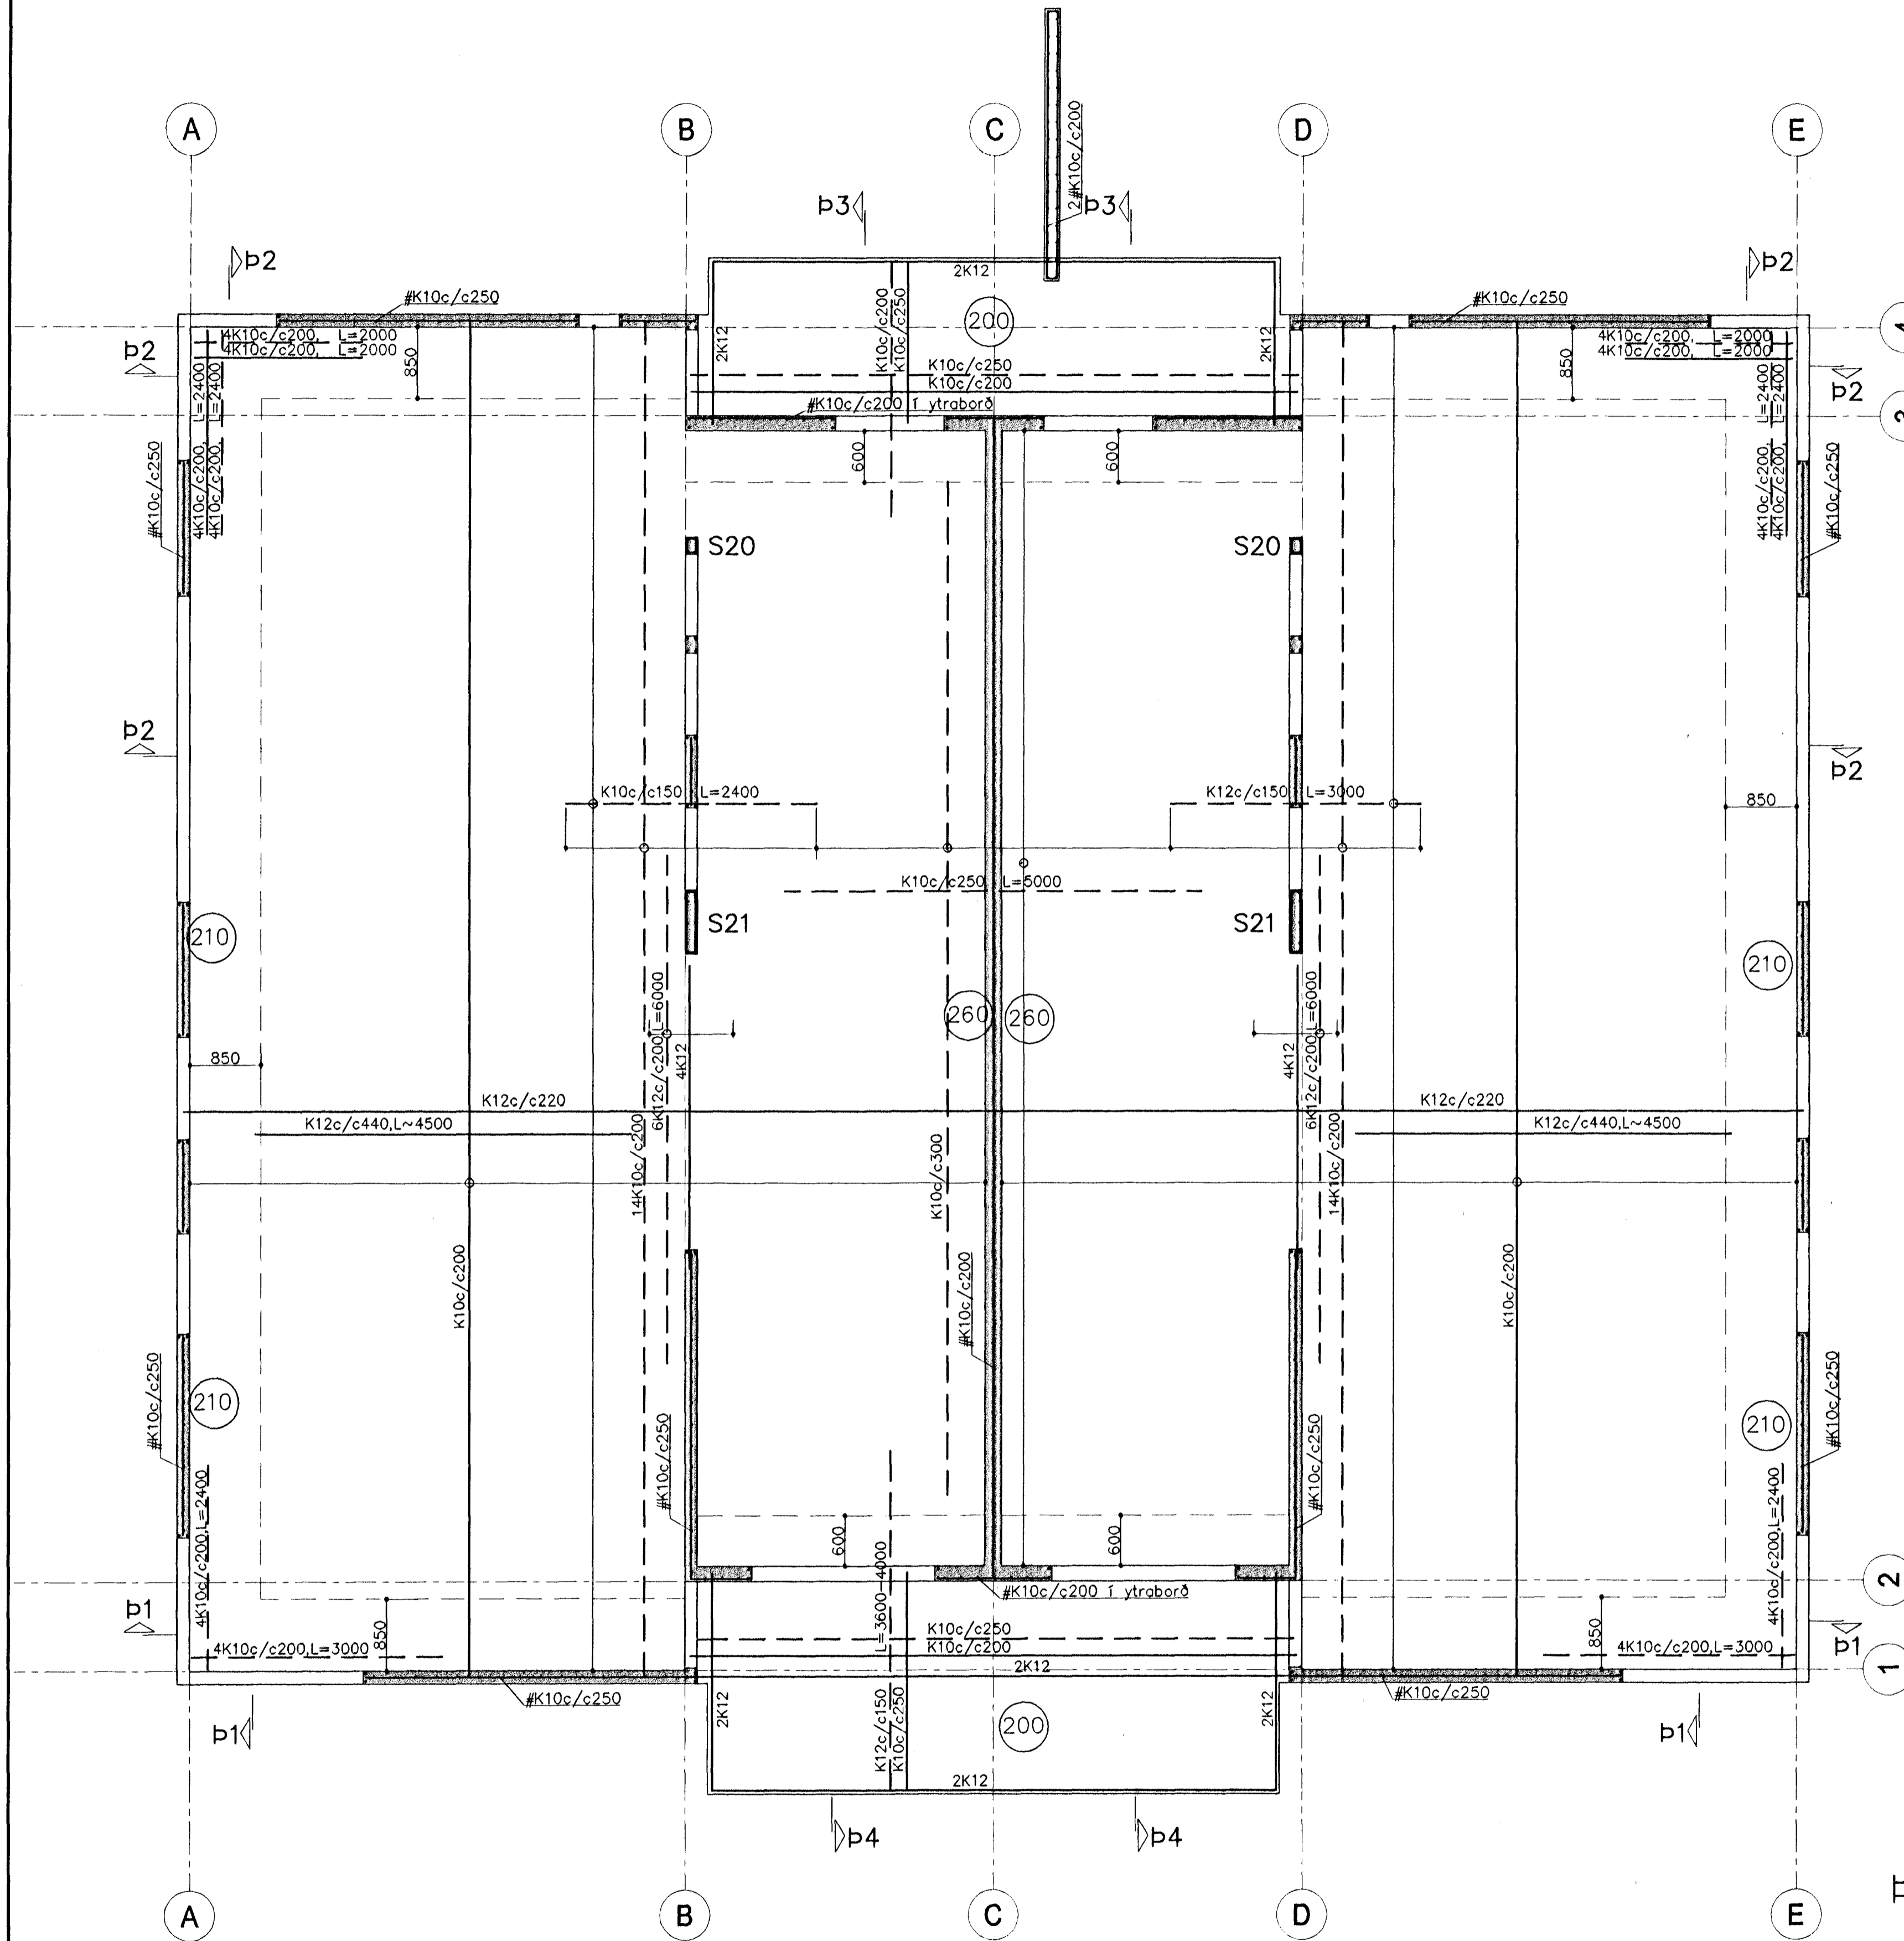 A
B
C
D
E
2#K10c/c200
Þ3
Þ3
Þ2
Þ2
2K12
#K10c/c250
#K10c/c250
200
4K10c/c200, L=2000
4K10c/c200, L=2000
850
2K12
K10c/c200
K10c/c250
2K12
4K10c/c200, L=2000
4K10c/c200, L=2000
850
Þ2
Þ2
K10c/c250
K10c/c200
#K10c/c200 í ytraborð
4K10c/c200, L=2400
4K10c/c200, L=2400
4K10c/c200, L=2400
4K10c/c200, L=2400
#K10c/c250
#K10c/c250
600
600
S20
S20
Þ2
Þ2
K10c/c150 L=2400
K12c/c150 L=3000
850
K10c/c250 L=5000
S21
S21
210
210
260
260
6K12c/c200,L=6000
4K12
4K12
6K12c/c200,L=6000
850
K12c/c220
K12c/c220
K12c/c440,L~4500
K12c/c440,L~4500
14K10c/c200
K10c/c300
14K10c/c200
K10c/c200
#K10c/c200
K10c/c200
#K10c/c250
210
210
#K10c/c250
#K10c/c250
#K10c/c250
4K10c/c200,L=2400
600
L=3600-4000
600
4K10c/c200,L=2400
#K10c/c200 í ytraborð
2
Þ1
Þ1
850
850
4K10c/c200,L=3000
K10c/c250
K10c/c200
4K10c/c200,L=3000
2K12
1
#K10c/c250
#K10c/c250
2K12
K12c/c150
K10c/c250
200
2K12
Þ1
Þ1
2K12
Þ4
Þ4
A
B
C
D
E